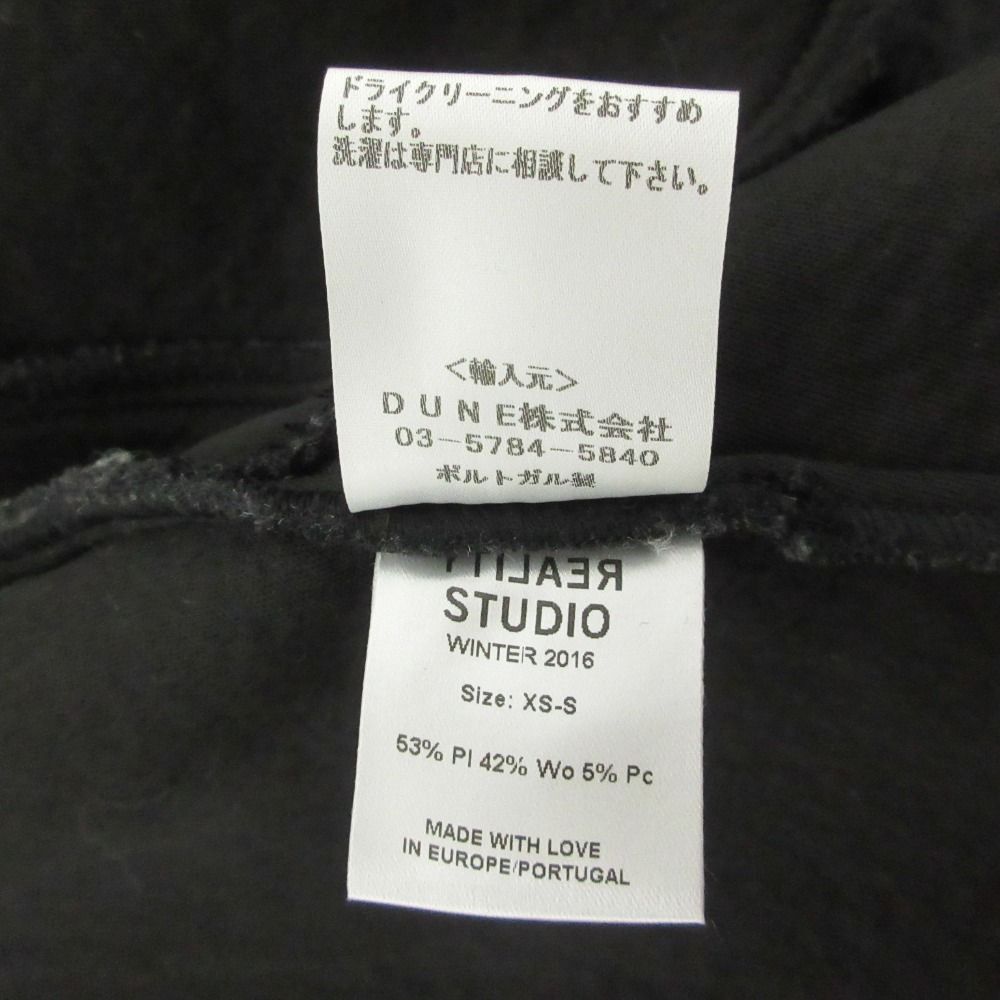 ドライクリーニングをおすすめ
します。
洗濯は専門店に相談して下さい。
＜輸入元＞
ＤＵＮＥ株式会社
03－5784－5840
ポルトガル製
REALITY
STUDIO
WINTER 2016
Size: XS-S
53% Pl 42% Wo 5% Pc
MADE WITH LOVE
IN EUROPE/PORTUGAL